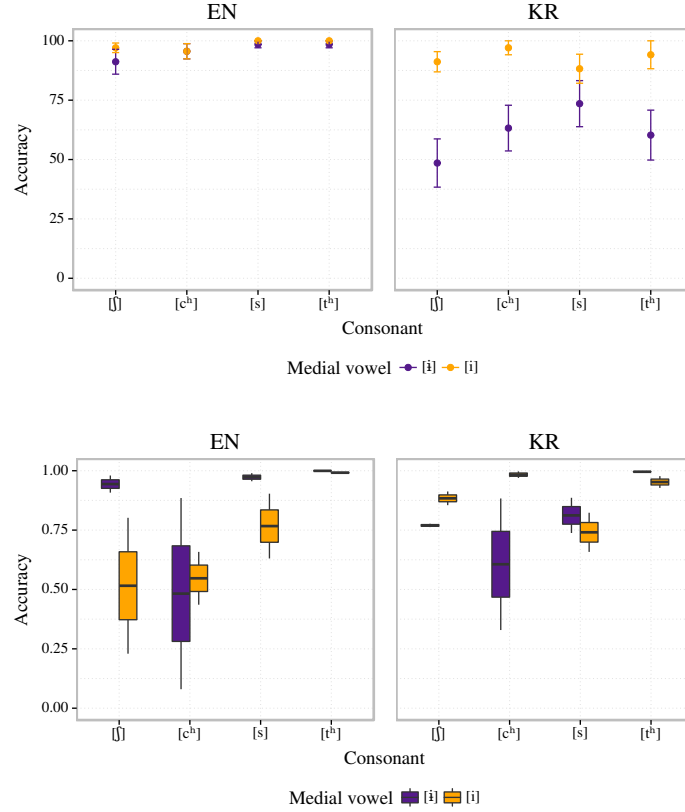 EN KR
100
75
50
25
0
Accuracy
[ʃ] [cʰ] [s] [tʰ] [ʃ] [cʰ] [s] [tʰ]
Consonant
Medial vowel [ɨ] [i]
EN KR
1.00
0.75
0.50
0.25
0.00
Accuracy
[ʃ] [cʰ] [s] [tʰ] [ʃ] [cʰ] [s] [tʰ]
Consonant
Medial vowel [ɨ] [i]